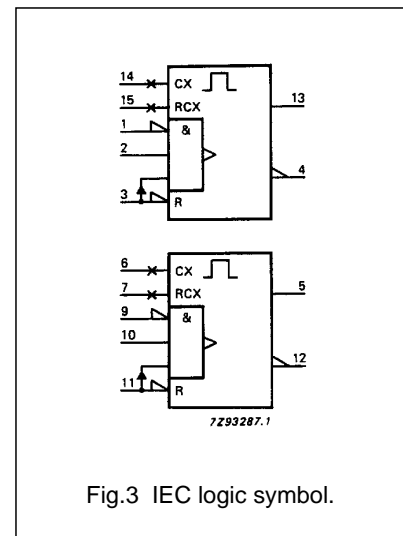 14 CX 13
15 RCX
1 &
2 4
3 R
6 CX 5
7 RCX
9 &
10 12
11 R
7Z93287.1
Fig.3 IEC logic symbol.